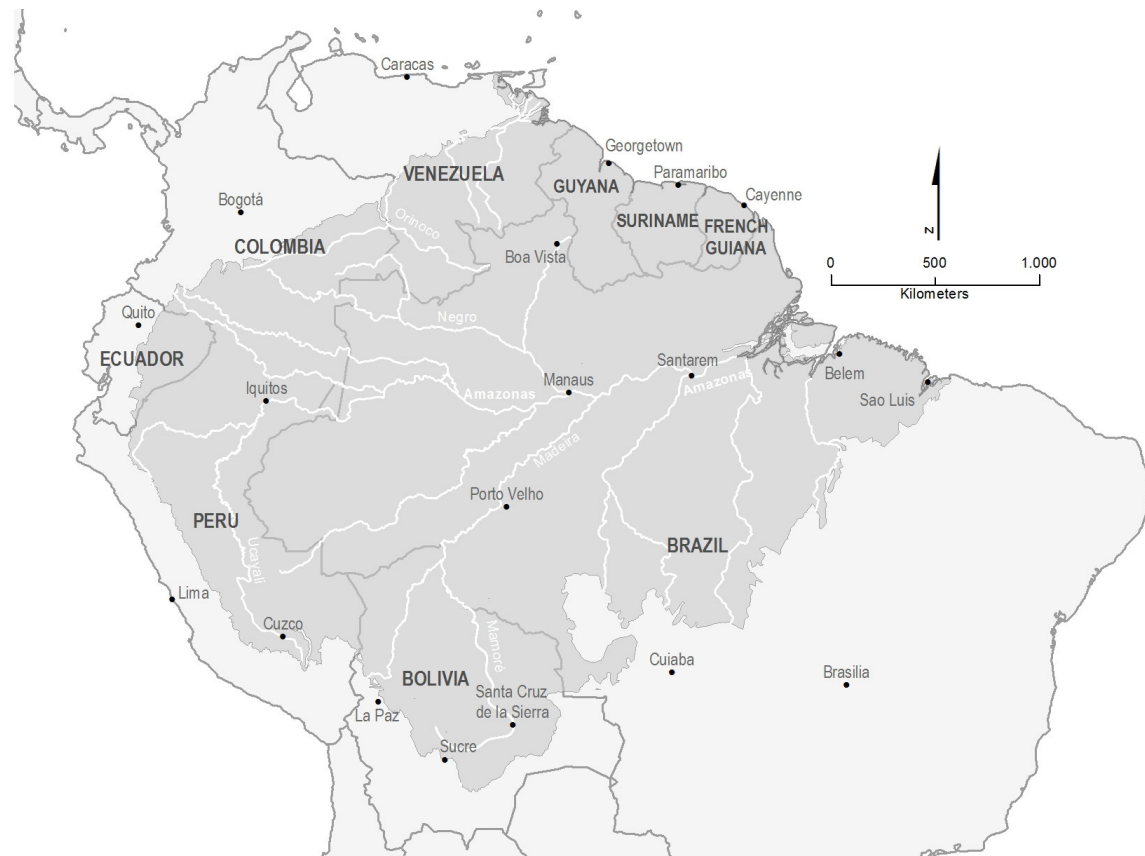 Caracas
Georgetown
VENEZUELA
Paramaribo
GUYANA
Cayenne
Bogotá
SURINAME
FRENCH
GUIANA
Orinoco
COLOMBIA
Boa Vista
N
0 500 1.000
Kilometers
Quito
Negro
ECUADOR
Santarem
Belem
Iquitos
Manaus
Amazonas
Amazonas
Sao Luis
Madeira
Porto Velho
PERU
BRAZIL
Ucayali
Lima
Cuzco
Mamoré
Cuiaba
Brasilia
BOLIVIA
Santa Cruz
de la Sierra
La Paz
Sucre